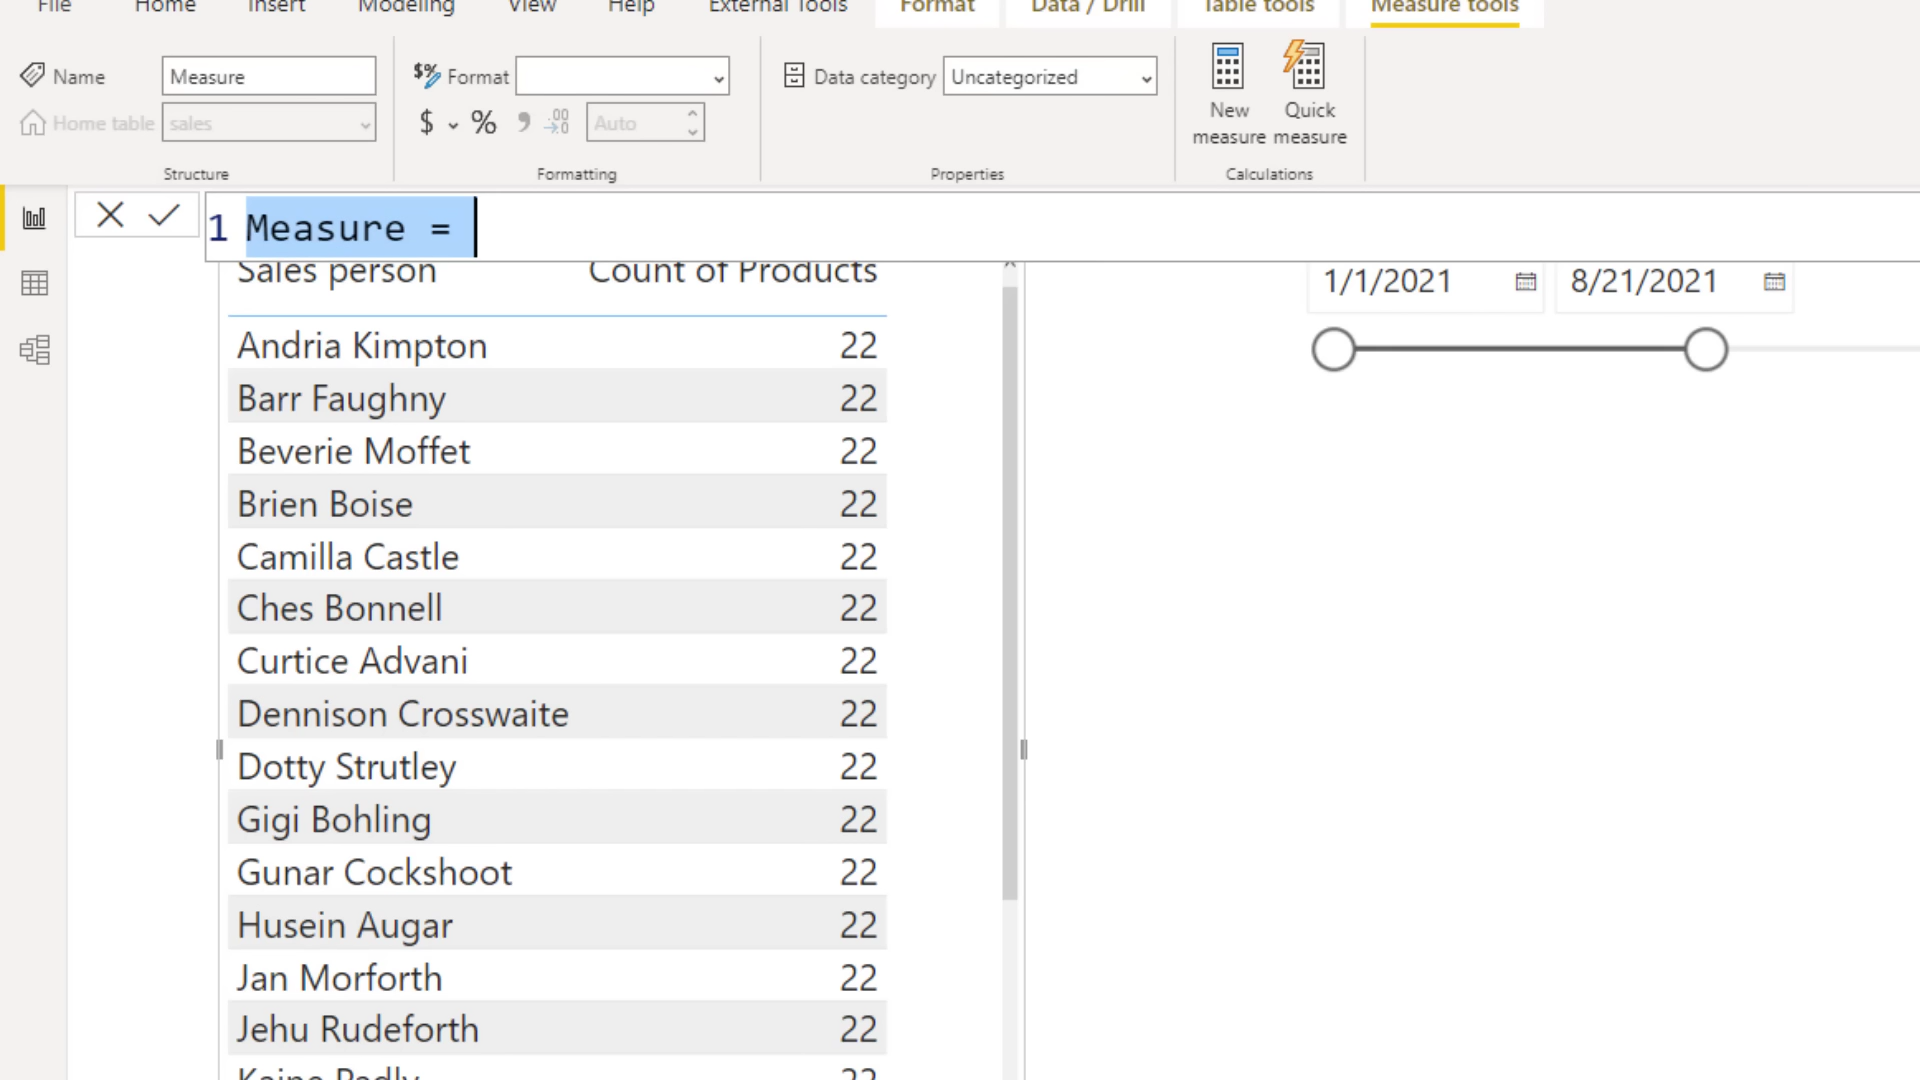 File Home Insert Modeling View Help External Tools Format Data / Drill Table tools Measure tools
Name Measure Format Data category Uncategorized New measure Quick measure
Home table sales $ % Auto
Structure Formatting Properties Calculations
1 Measure =
Sales person Count of Products 1/1/2021 8/21/2021
Andria Kimpton 22
Barr Faughny 22
Beverie Moffet 22
Brien Boise 22
Camilla Castle 22
Ches Bonnell 22
Curtice Advani 22
Dennison Crosswaite 22
Dotty Strutley 22
Gigi Bohling 22
Gunar Cockshoot 22
Husein Augar 22
Jan Morforth 22
Jehu Rudeforth 22